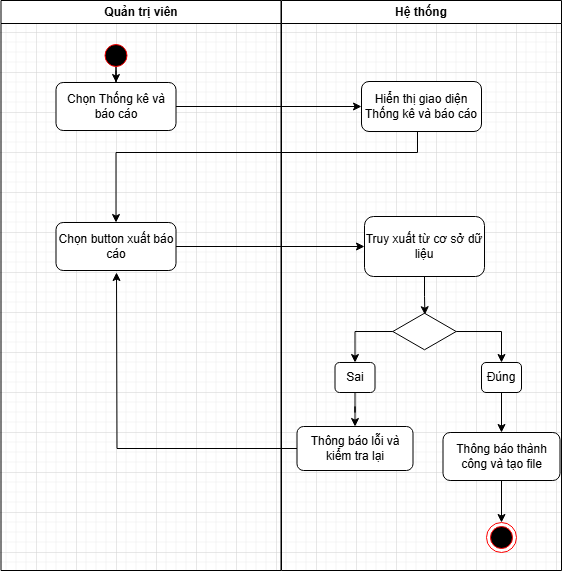 Quản trị viên
Hệ thống
Chọn Thống kê và
báo cáo
Hiển thị giao diện
Thống kê và báo cáo
Chọn button xuất báo
cáo
Truy xuất từ cơ sở dữ
liệu
Sai
Đúng
Thông báo lỗi và
kiểm tra lại
Thông báo thành
công và tạo file